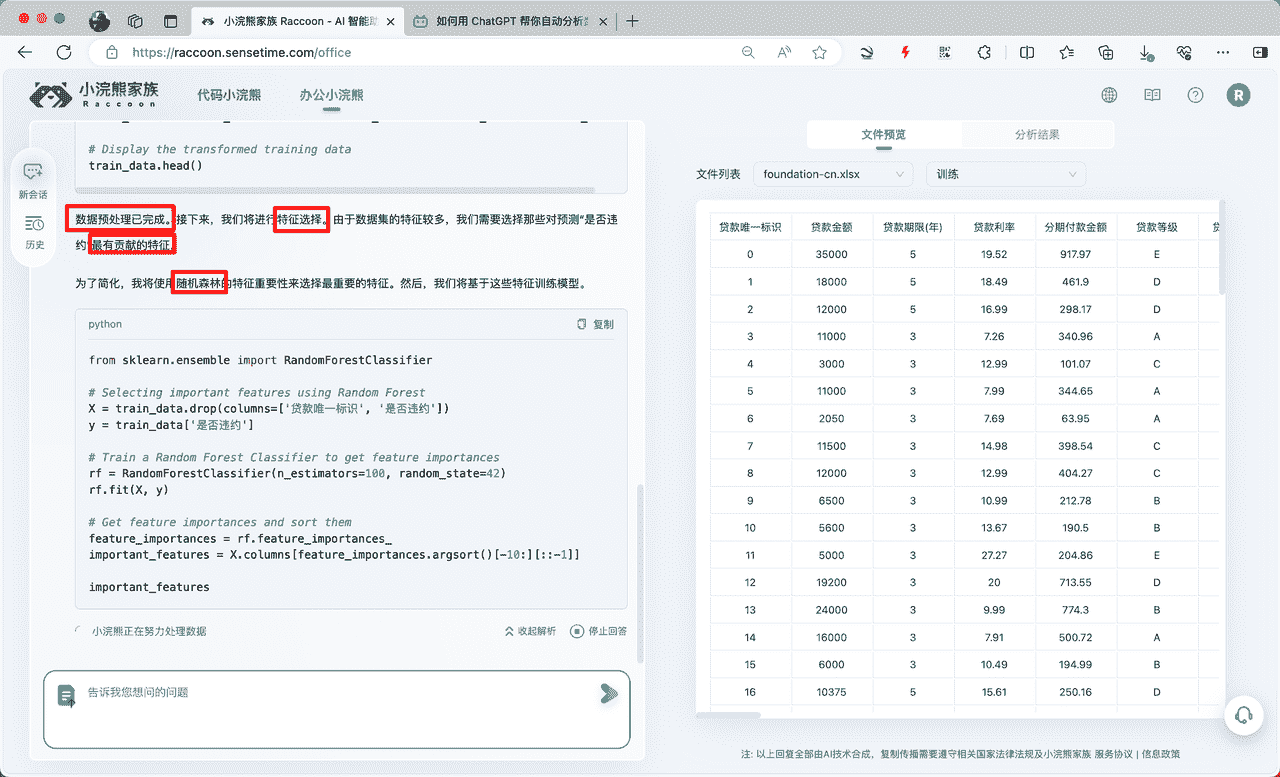 小浣熊家族 Raccoon - AI 智能助
如何用 ChatGPT 帮你自动分析
https://raccoon.sensetime.com/office
小浣熊家族
Raccoon
代码小浣熊
办公小浣熊
R
新会话
历史
# Display the transformed training data
train_data.head()
数据预处理已完成。接下来，我们将进行特征选择。由于数据集的特征较多，我们需要选择那些对预测“是否违
约”最有贡献的特征。
为了简化，我将使用随机森林的特征重要性来选择最重要的特征。然后，我们将基于这些特征训练模型。
python
复制
from sklearn.ensemble import RandomForestClassifier
# Selecting important features using Random Forest
X = train_data.drop(columns=['贷款唯一标识', '是否违约'])
y = train_data['是否违约']
# Train a Random Forest Classifier to get feature importances
rf = RandomForestClassifier(n_estimators=100, random_state=42)
rf.fit(X, y)
# Get feature importances and sort them
feature_importances = rf.feature_importances_
important_features = X.columns[feature_importances.argsort()[-10:][::-1]]
important_features
小浣熊正在努力处理数据
收起解析
停止回答
告诉我您想问的问题
文件预览
分析结果
文件列表
foundation-cn.xlsx
训练
贷款唯一标识 贷款金额 贷款期限(年) 贷款利率 分期付款金额 贷款等级
0 35000 5 19.52 917.97 E
1 18000 5 18.49 461.9 D
2 12000 5 16.99 298.17 D
3 11000 3 7.26 340.96 A
4 3000 3 12.99 101.07 C
5 11000 3 7.99 344.65 A
6 2050 3 7.69 63.95 A
7 11500 3 14.98 398.54 C
8 12000 3 12.99 404.27 C
9 6500 3 10.99 212.78 B
10 5600 3 13.67 190.5 B
11 5000 3 27.27 204.86 E
12 19200 3 20 713.55 D
13 24000 3 9.99 774.3 B
14 16000 3 7.91 500.72 A
15 6000 3 10.49 194.99 B
16 10375 5 15.61 250.16 D
注: 以上回复全部由AI技术合成，复制传播需要遵守相关国家法律法规及小浣熊家族 服务协议 | 信息政策